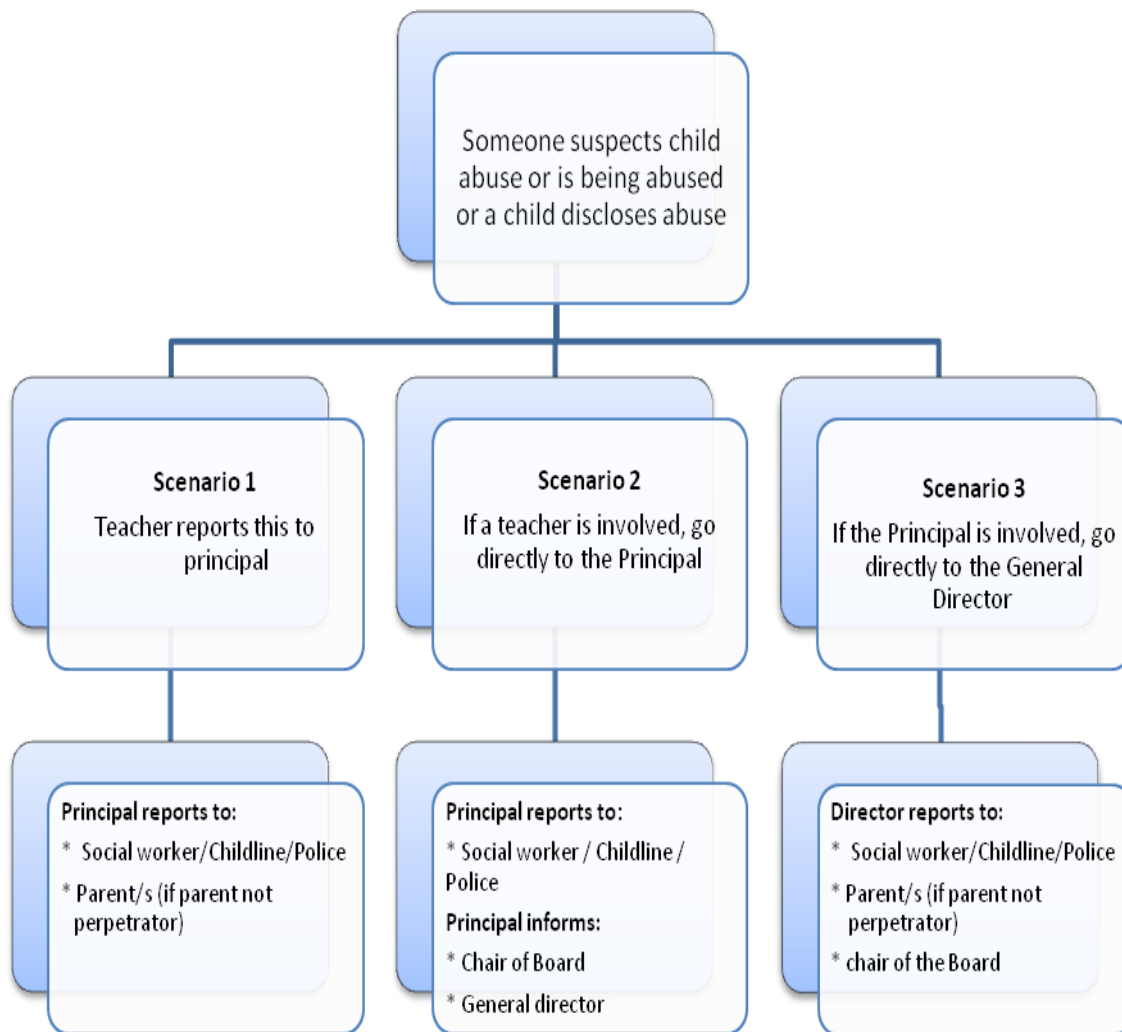 Someone suspects child
abuse or is being abused
or a child discloses abuse
Scenario 1
Teacher reports this to
principal
Scenario 2
If a teacher is involved, go
directly to the Principal
Scenario 3
If the Principal is involved, go
directly to the General
Director
Principal reports to:
* Social worker/Childline/Police
* Parent/s (if parent not
perpetrator)
Principal reports to:
* Social worker / Childline /
Police
Principal informs:
* Chair of Board
* General director
Director reports to:
* Social worker/Childline/Police
* Parent/s (if parent not
perpetrator)
* chair of the Board